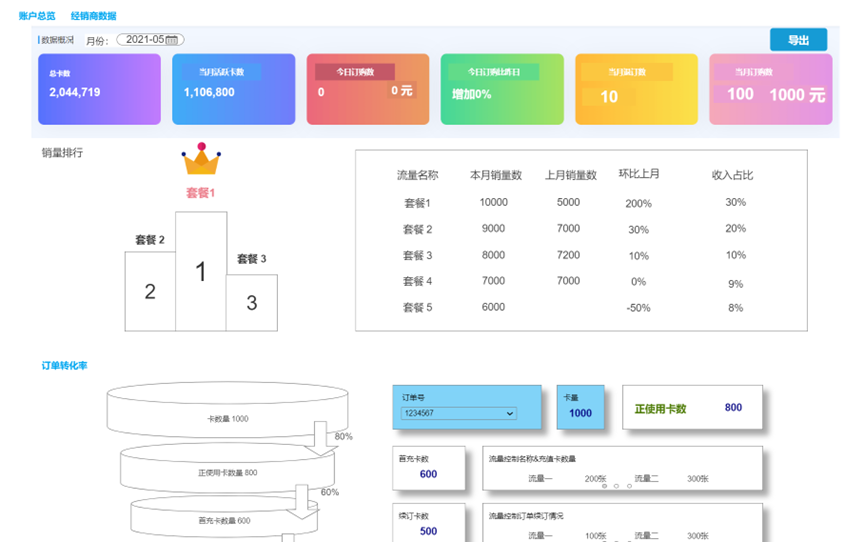 账户总览 经销商数据
数据概况 月份: 2021-05
导出
总卡数
2,044,719
当月活跃卡数
1,106,800
今日订购数
0 0 元
今日订购比昨日
增加0%
10
当月订购数
100 1000 元
销量排行
套餐1
套餐 2
套餐 3
1
2
3
流量名称 本月销量数 上月销量数 环比上月 收入占比
套餐1 10000 5000 200% 30%
套餐 2 9000 7000 30% 20%
套餐 3 8000 7200 10% 10%
套餐 4 7000 7000 0% 9%
套餐 5 6000 -50% 8%
订单转化率
卡数量 1000
80%
正使用卡数量 800
60%
首充卡数量 600
订单号
1234567
卡量
1000
正使用卡数 800
首充卡数
600
流量控制名称&充值卡数量
流量一 200张 流量二 300张
续订卡数
500
流量控制订单续订情况
流量一 100张 流量二 300张